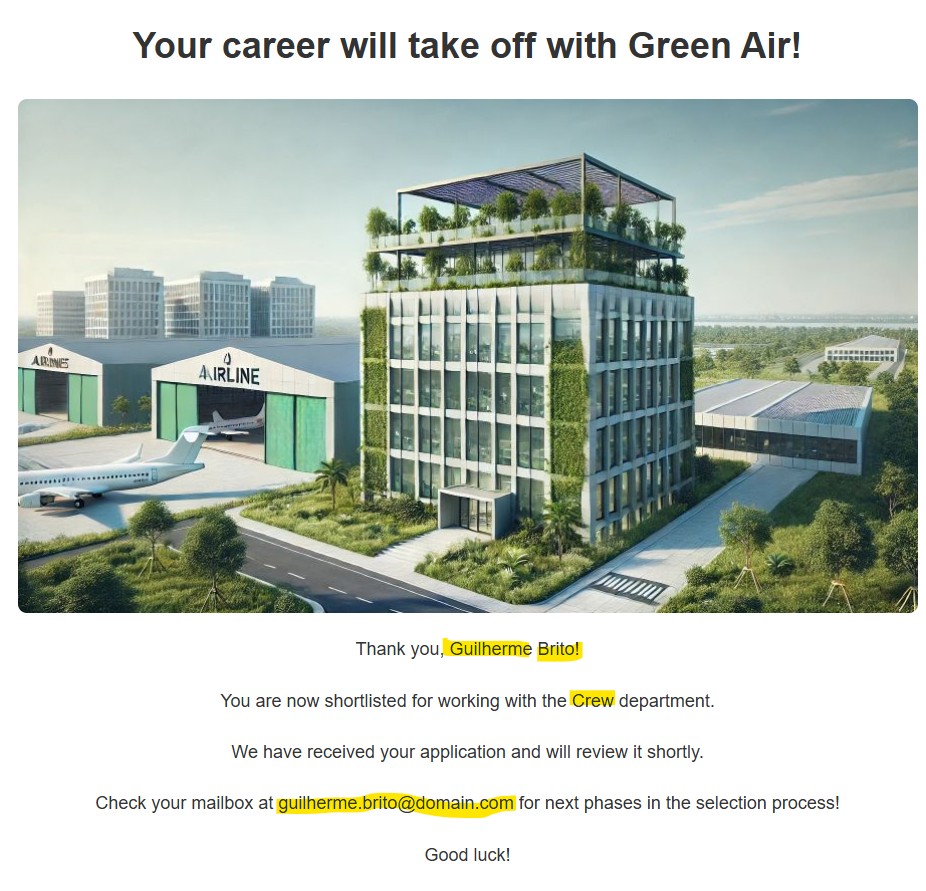 Your career will take off with Green Air!
AIRLINES
AIRLINE
Thank you, Guilherme Brito!
You are now shortlisted for working with the Crew department.
We have received your application and will review it shortly.
Check your mailbox at guilherme.brito@domain.com for next phases in the selection process!
Good luck!